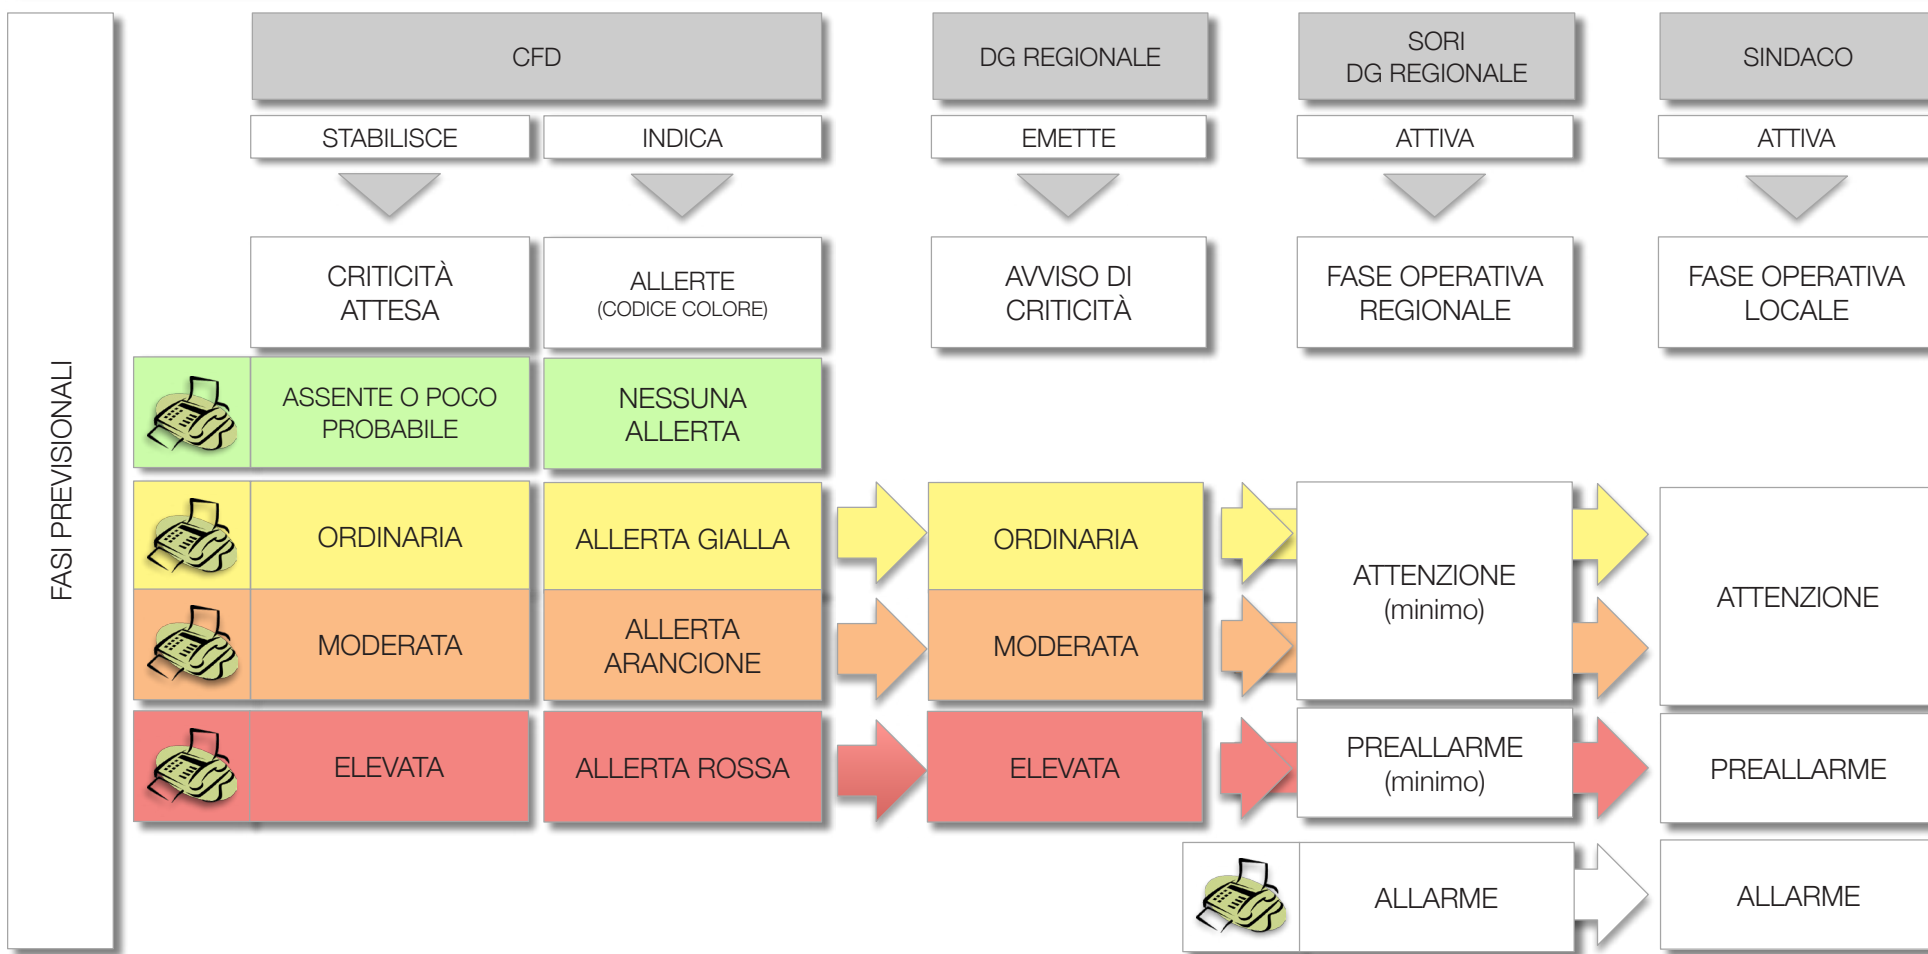 FASI PREVISIONALI
CFD
DG REGIONALE
SORI
DG REGIONALE
SINDACO
STABILISCE
INDICA
EMETTE
ATTIVA
ATTIVA
CRITICITÀ
ATTESA
ALLERTE
(CODICE COLORE)
AVVISO DI
CRITICITÀ
FASE OPERATIVA
REGIONALE
FASE OPERATIVA
LOCALE
ASSENTE O POCO
PROBABILE
NESSUNA
ALLERTA
ORDINARIA
ALLERTA GIALLA
ORDINARIA
ATTENZIONE
(minimo)
ATTENZIONE
MODERATA
ALLERTA
ARANCIONE
MODERATA
ELEVATA
ALLERTA ROSSA
ELEVATA
PREALLARME
(minimo)
PREALLARME
ALLARME
ALLARME